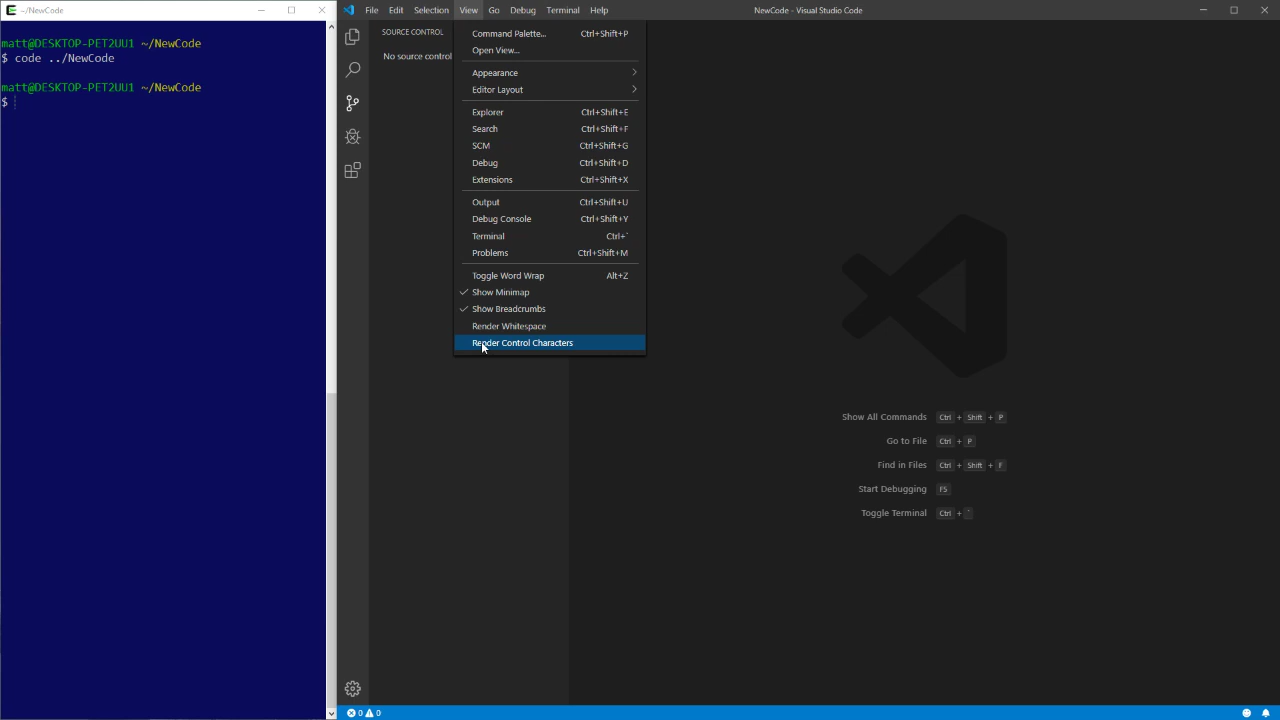 ~/NewCode
matt@DESKTOP-PET2UU1 ~/NewCode
$ code ../NewCode
matt@DESKTOP-PET2UU1 ~/NewCode
$
File Edit Selection View Go Debug Terminal Help
NewCode - Visual Studio Code
SOURCE CONTROL
No source control
Command Palette... Ctrl+Shift+P
Open View...
Appearance
Editor Layout
Explorer Ctrl+Shift+E
Search Ctrl+Shift+F
SCM Ctrl+Shift+G
Debug Ctrl+Shift+D
Extensions Ctrl+Shift+X
Output Ctrl+Shift+U
Debug Console Ctrl+Shift+Y
Terminal Ctrl+`
Problems Ctrl+Shift+M
Toggle Word Wrap Alt+Z
Show Minimap
Show Breadcrumbs
Render Whitespace
Render Control Characters
Show All Commands Ctrl + Shift + P
Go to File Ctrl + P
Find in Files Ctrl + Shift + F
Start Debugging F5
Toggle Terminal Ctrl + `
0 0